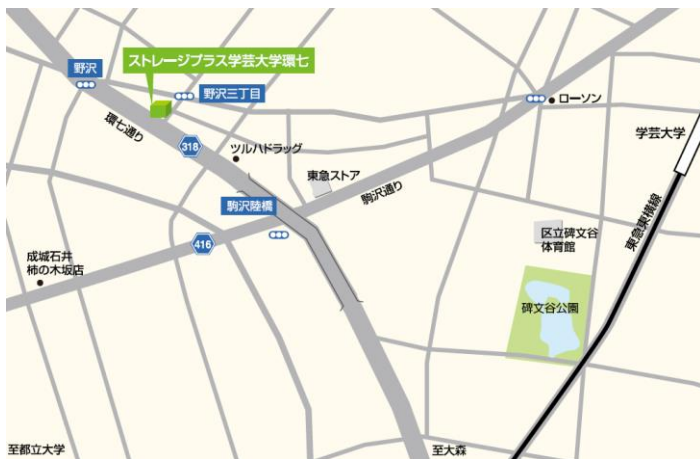 ストレージプラス学芸大学環七
野沢
野沢三丁目
ローソン
環七通り
318
学芸大学
ツルハドラッグ
東急ストア
駒沢通り
駒沢陸橋
416
区立碑文谷
体育館
東急東横線
成城石井
柿の木坂店
碑文谷公園
至都立大学
至大森